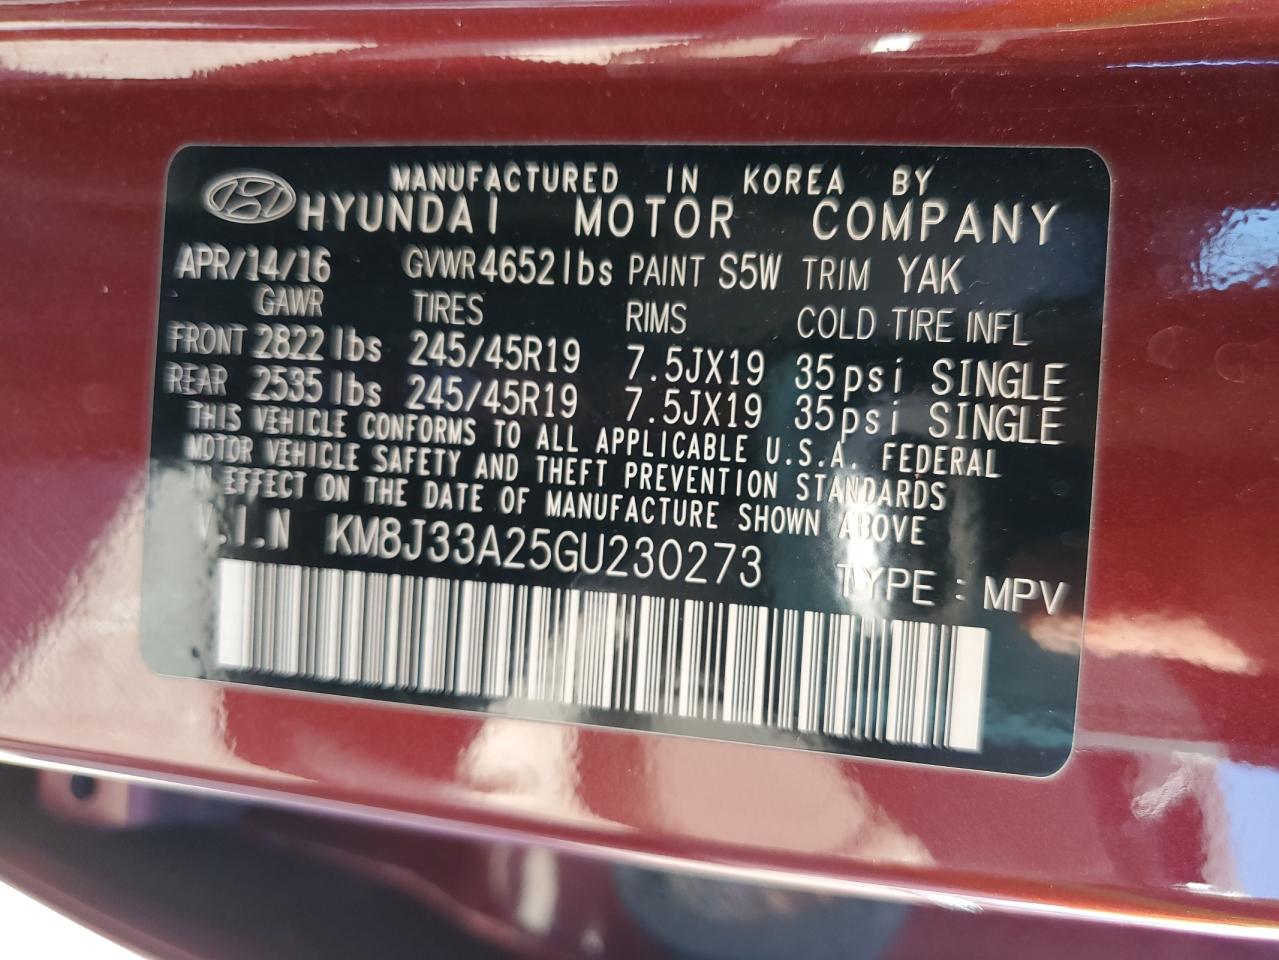 MANUFACTURED IN KOREA BY
HYUNDAI MOTOR COMPANY
APR/14/16 GVWR 4652 lbs PAINT S5W TRIM YAK
GAWR TIRES RIMS COLD TIRE INFL
FRONT 2822 lbs 245/45R19 7.5JX19 35psi SINGLE
REAR 2535 lbs 245/45R19 7.5JX19 35psi SINGLE
THIS VEHICLE CONFORMS TO ALL APPLICABLE U.S.A. FEDERAL
MOTOR VEHICLE SAFETY AND THEFT PREVENTION STANDARDS
IN EFFECT ON THE DATE OF MANUFACTURE SHOWN ABOVE
V.I.N KM8J33A25GU230273 TYPE : MPV